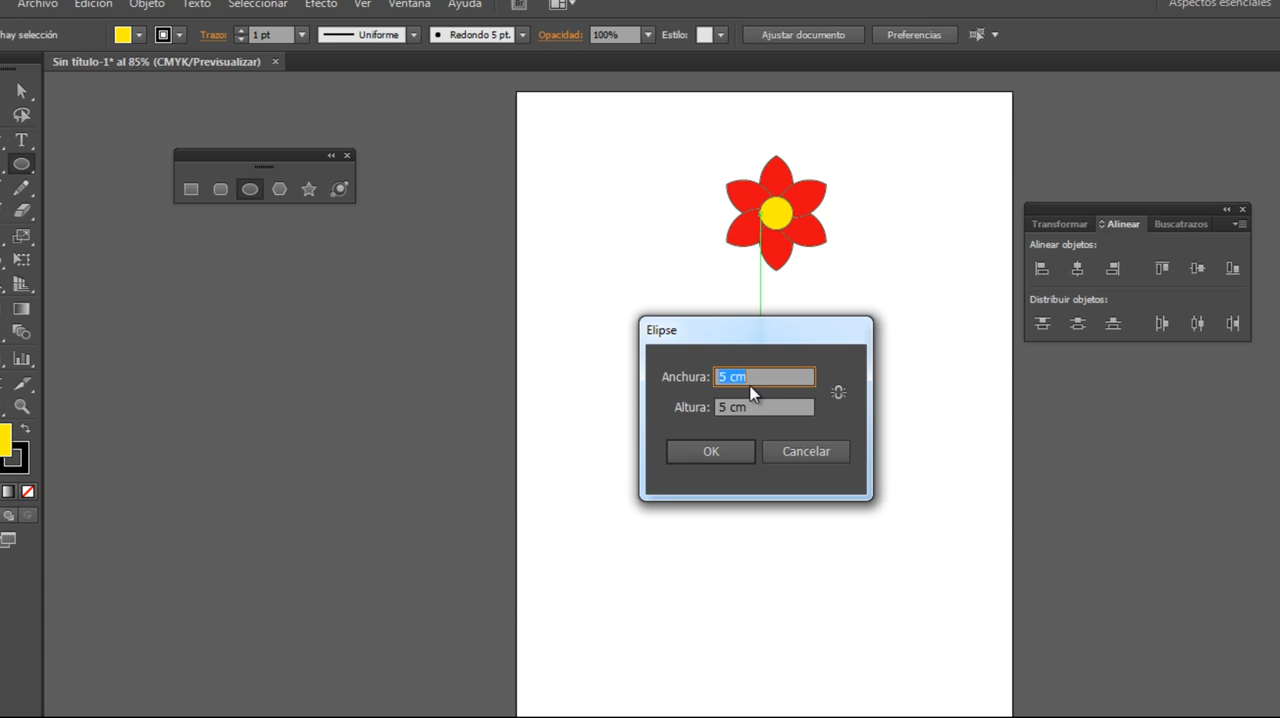 Archivo Edición Objeto Texto Seleccionar Efecto Ver Ventana Ayuda Br Aspectos esenciales
hay selección Trazo: 1 pt Uniforme Redondo 5 pt. Opacidad: 100% Estilo: Ajustar documento Preferencias
Sin título-1* al 85% (CMYK/Previsualizar) ×
T
Transformar Alinear Buscatrazos
Alinear objetos:
Distribuir objetos:
Elipse
Anchura: 5 cm
Altura: 5 cm
OK Cancelar